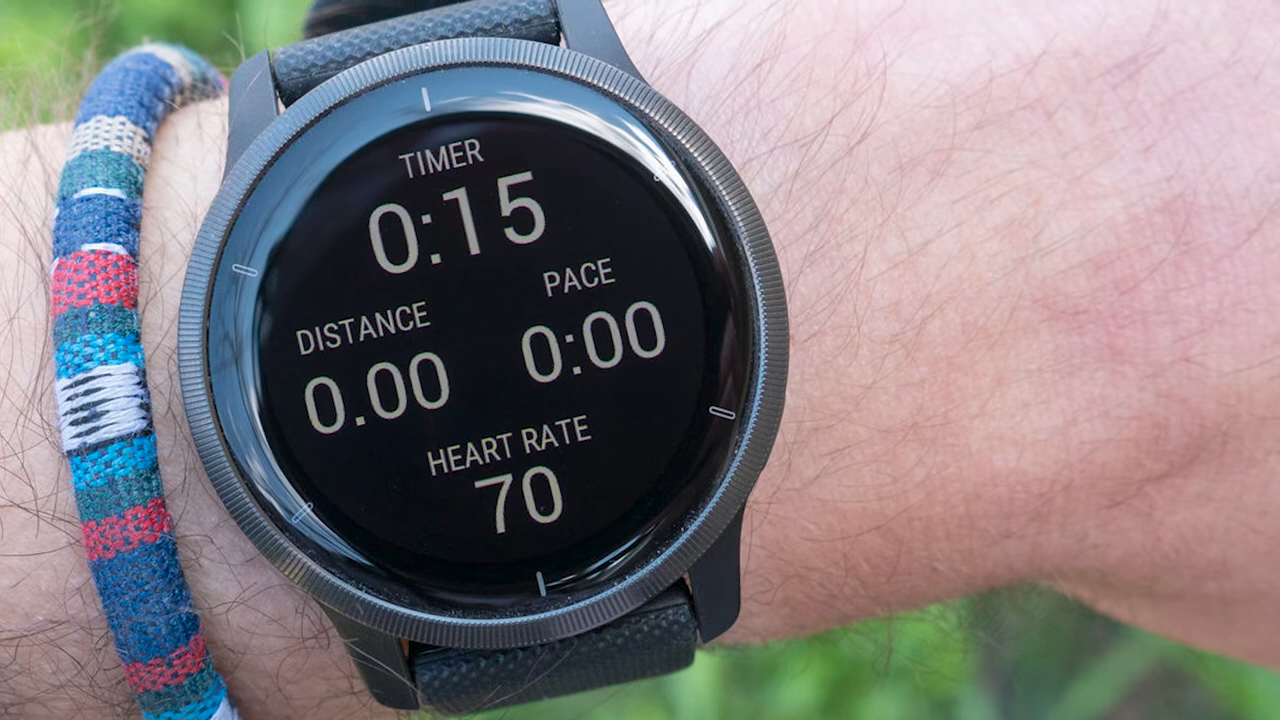 TIMER
0:15
DISTANCE PACE
0.00 0:00
HEART RATE
70